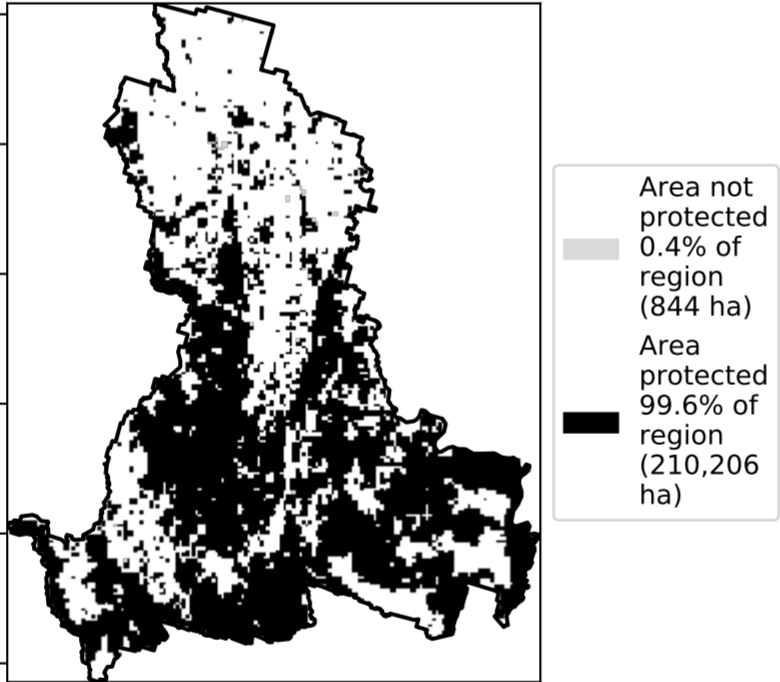 Area not
protected
0.4% of
region
(844 ha)
Area
protected
99.6% of
region
(210,206
ha)